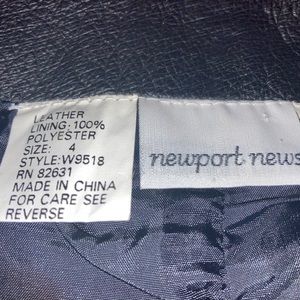 LEATHER
LINING: 100%
POLYESTER
SIZE: 4
STYLE: W9518
RN 82631
MADE IN CHINA
FOR CARE SEE
REVERSE
newport news